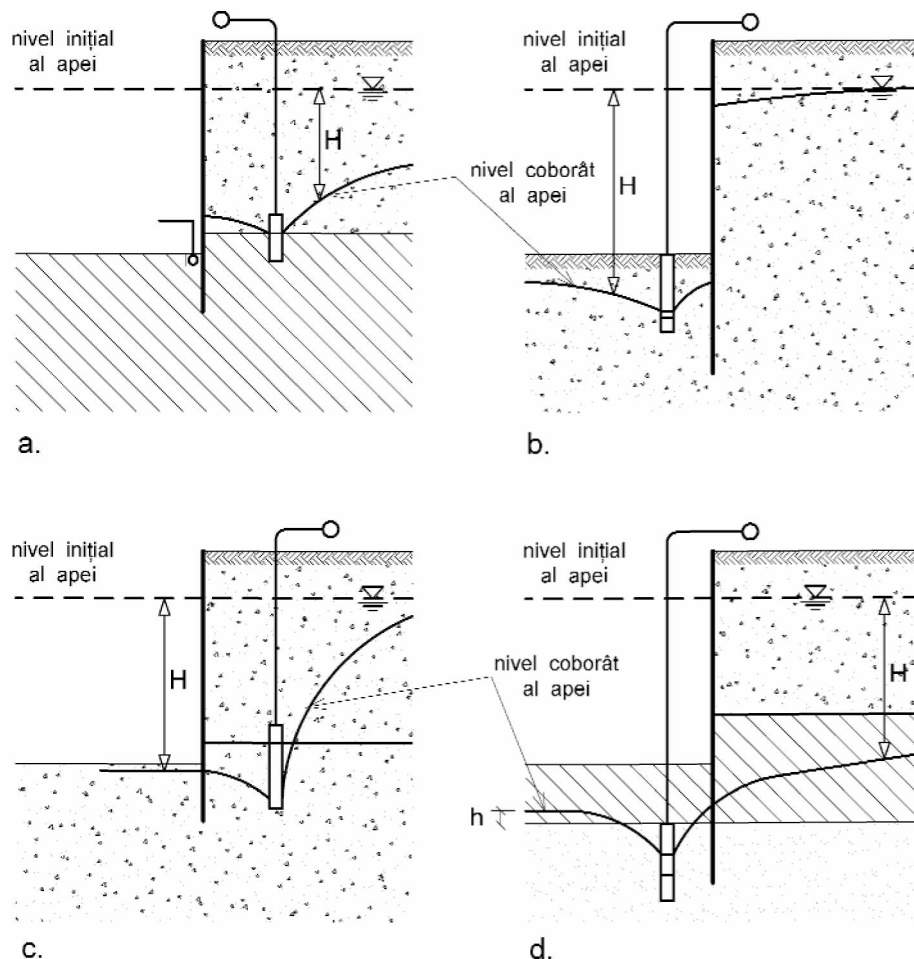 nivel inițial
al apei
H
nivel inițial
al apei
H
nivel coborât
al apei
a.
b.
nivel inițial
al apei
H
nivel inițial
al apei
H
nivel coborât
al apei
h
c.
d.